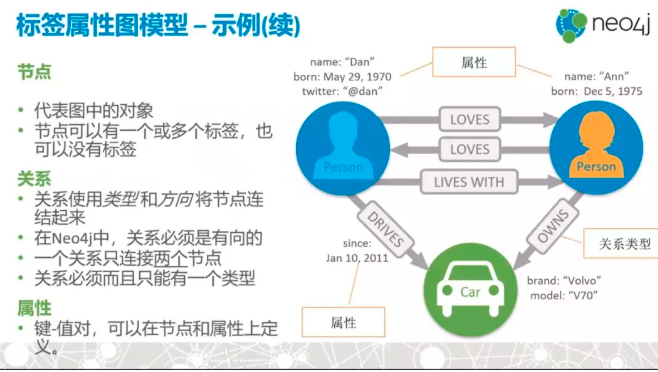 标签属性图模型 – 示例(续)
neo4j
节点
• 代表图中的对象
• 节点可以有一个或多个标签，也
可以没有标签
关系
• 关系使用类型和方向将节点连
结起来
• 在Neo4j中，关系必须是有向的
• 一个关系只连接两个节点
• 关系必须而且只能有一个类型
属性
• 键-值对，可以在节点和属性上定
义。
name: “Dan”
born: May 29, 1970
twitter: “@dan”
属性
name: “Ann”
born: Dec 5, 1975
LOVES
LOVES
LIVES WITH
Person
Person
DRIVES
OWNS
since:
Jan 10, 2011
关系类型
属性
Car
brand: “Volvo”
model: “V70”